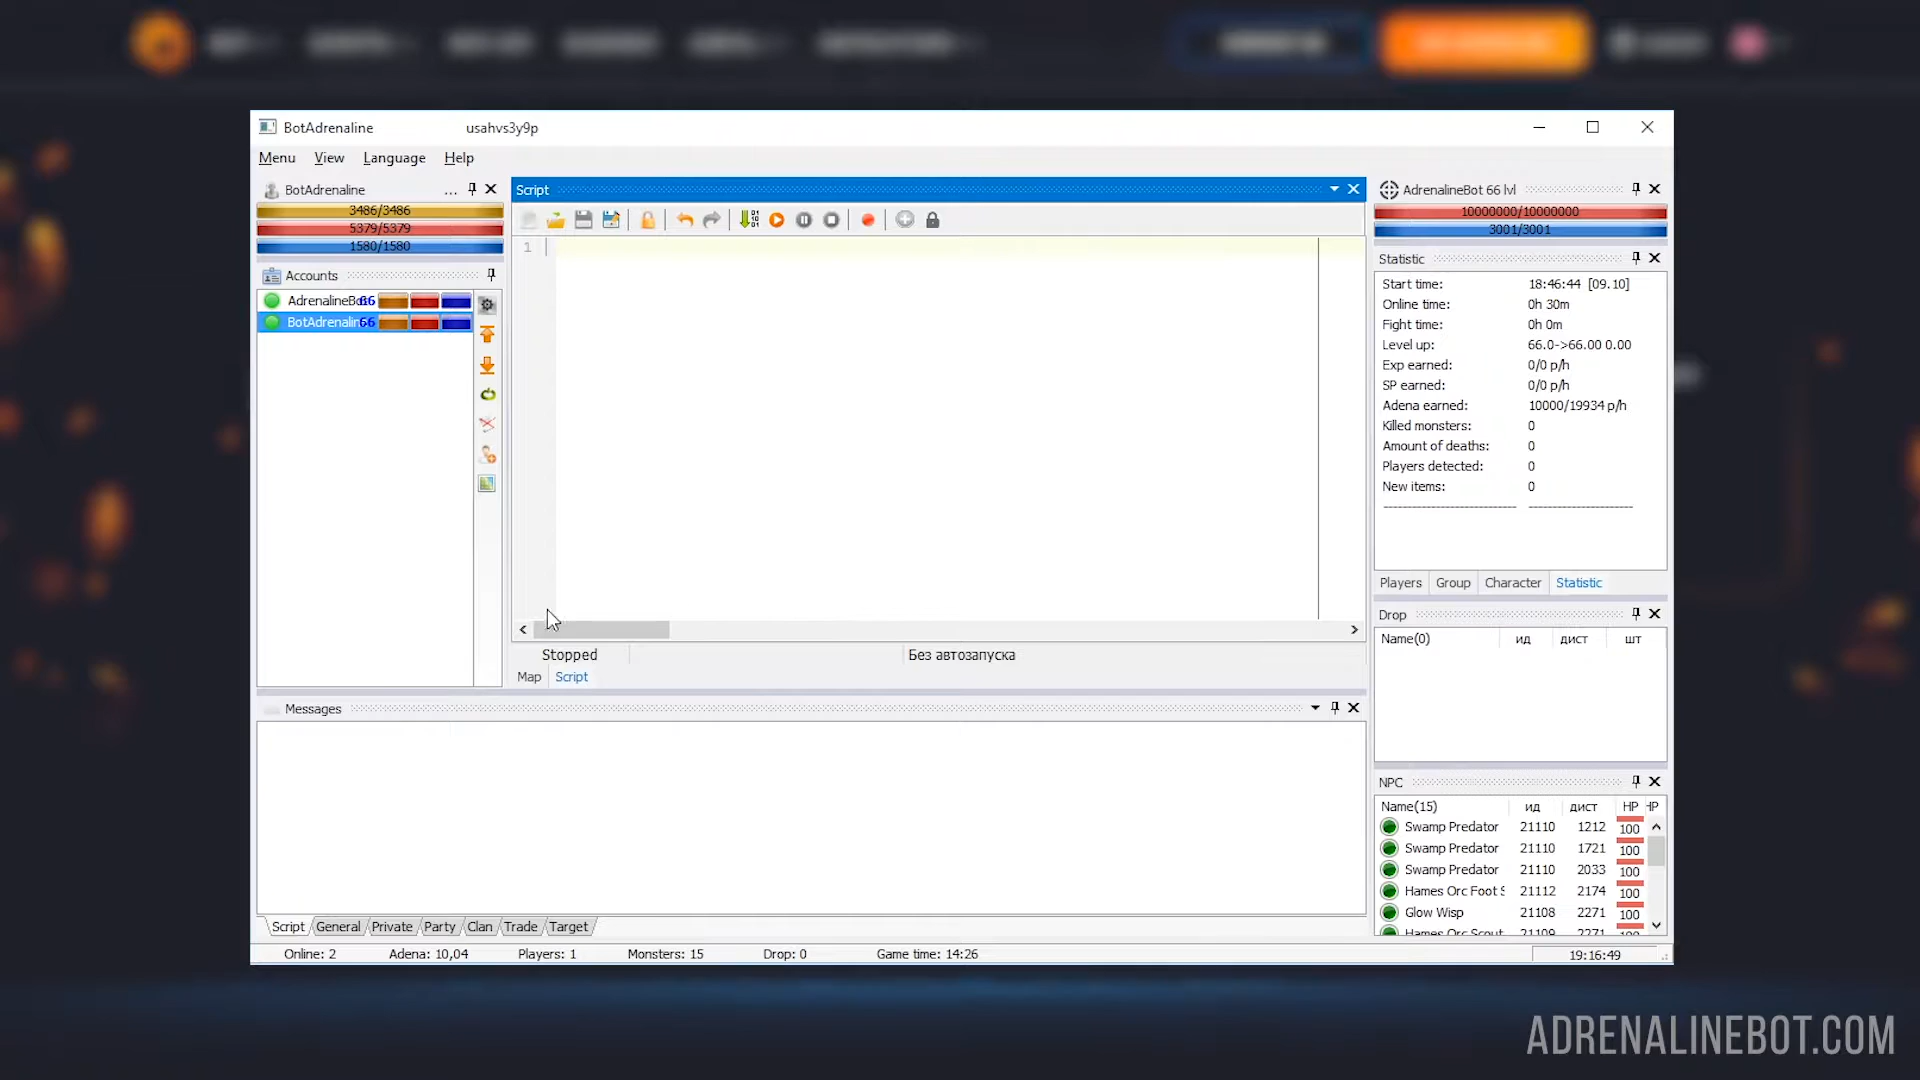 BotAdrenaline usahvs3y9p
Menu View Language Help
BotAdrenaline ...
3486/3486
5379/5379
1580/1580
Accounts
66
BotAdrenalin 66
Script
1
Stopped Без автозапуска
Map Script
AdrenalineBot 66 lvl
10000000/10000000
3001/3001
Statistic
Start time: 18:46:44 [09.10]
Online time: 0h 30m
Fight time: 0h 0m
Level up: 66.0->66.00 0.00
Exp earned: 0/0 p/h
SP earned: 0/0 p/h
Adena earned: 10000/19934 p/h
Killed monsters: 0
Amount of deaths: 0
Players detected: 0
New items: 0
Players Group Character Statistic
Drop
Name(0) ид дист шт
NPC
Name(15) ид дист HP
Swamp Predator 21110 1212 100
Swamp Predator 21110 1721 100
Swamp Predator 21110 2033 100
Hames Orc Foot S 21112 2174 100
Glow Wisp 21108 2271 100
Hames Orc Scout 21109 2271 100
Messages
Script General Private Party Clan Trade Target
Online: 2 Adena: 10,04 Players: 1 Monsters: 15 Drop: 0 Game time: 14:26 19:16:49
ADRENALINEBOT.COM